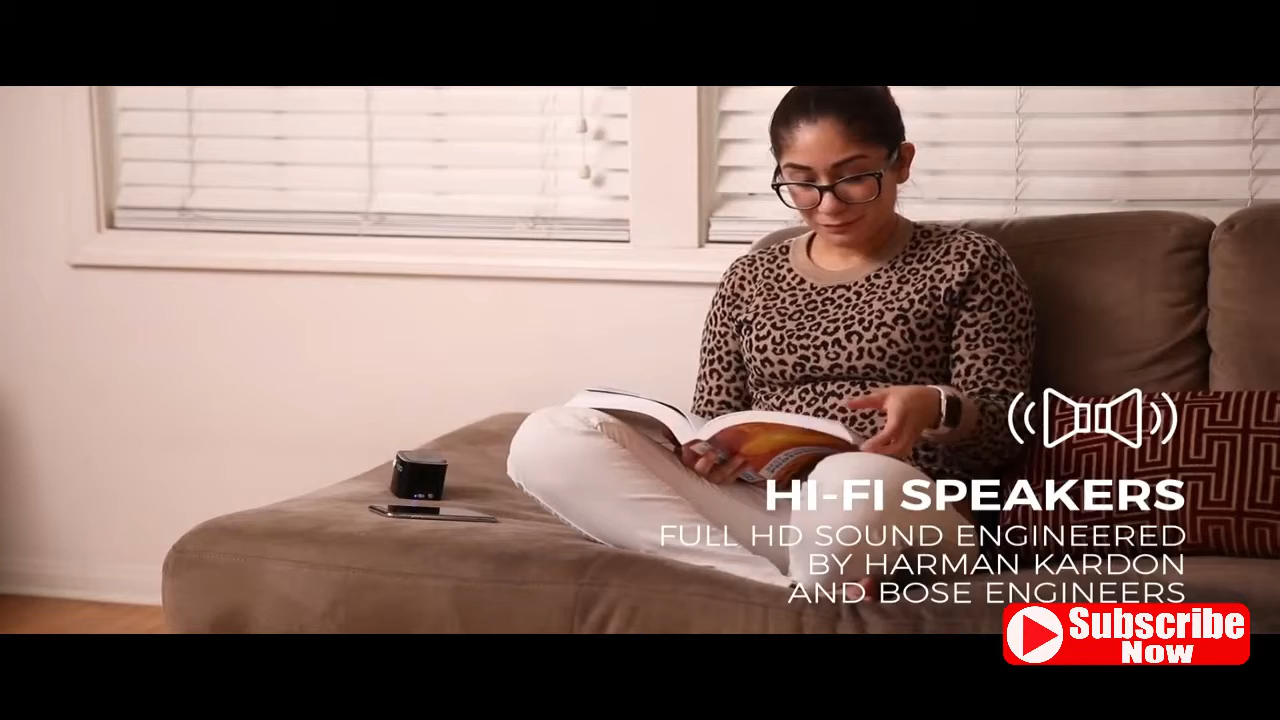 HI-FI SPEAKERS
FULL HD SOUND ENGINEERED
BY HARMAN KARDON
AND BOSE ENGINEERS
Subscribe
Now